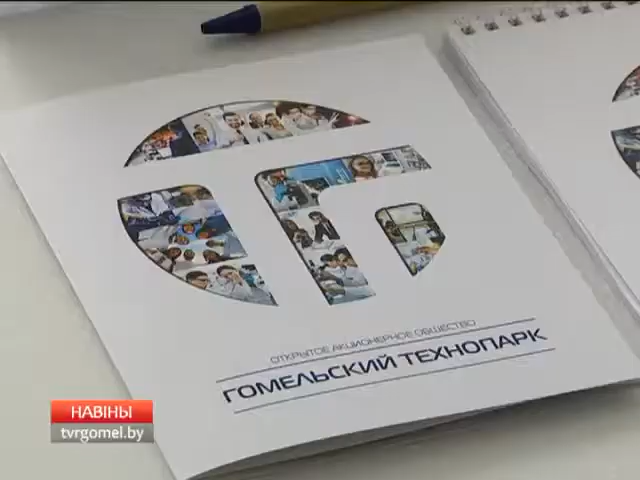 ОТКРЫТОЕ АКЦИОНЕРНОЕ ОБЩЕСТВО
ГОМЕЛЬСКИЙ ТЕХНОПАРК
НАВІНЫ
tvrgomel.by